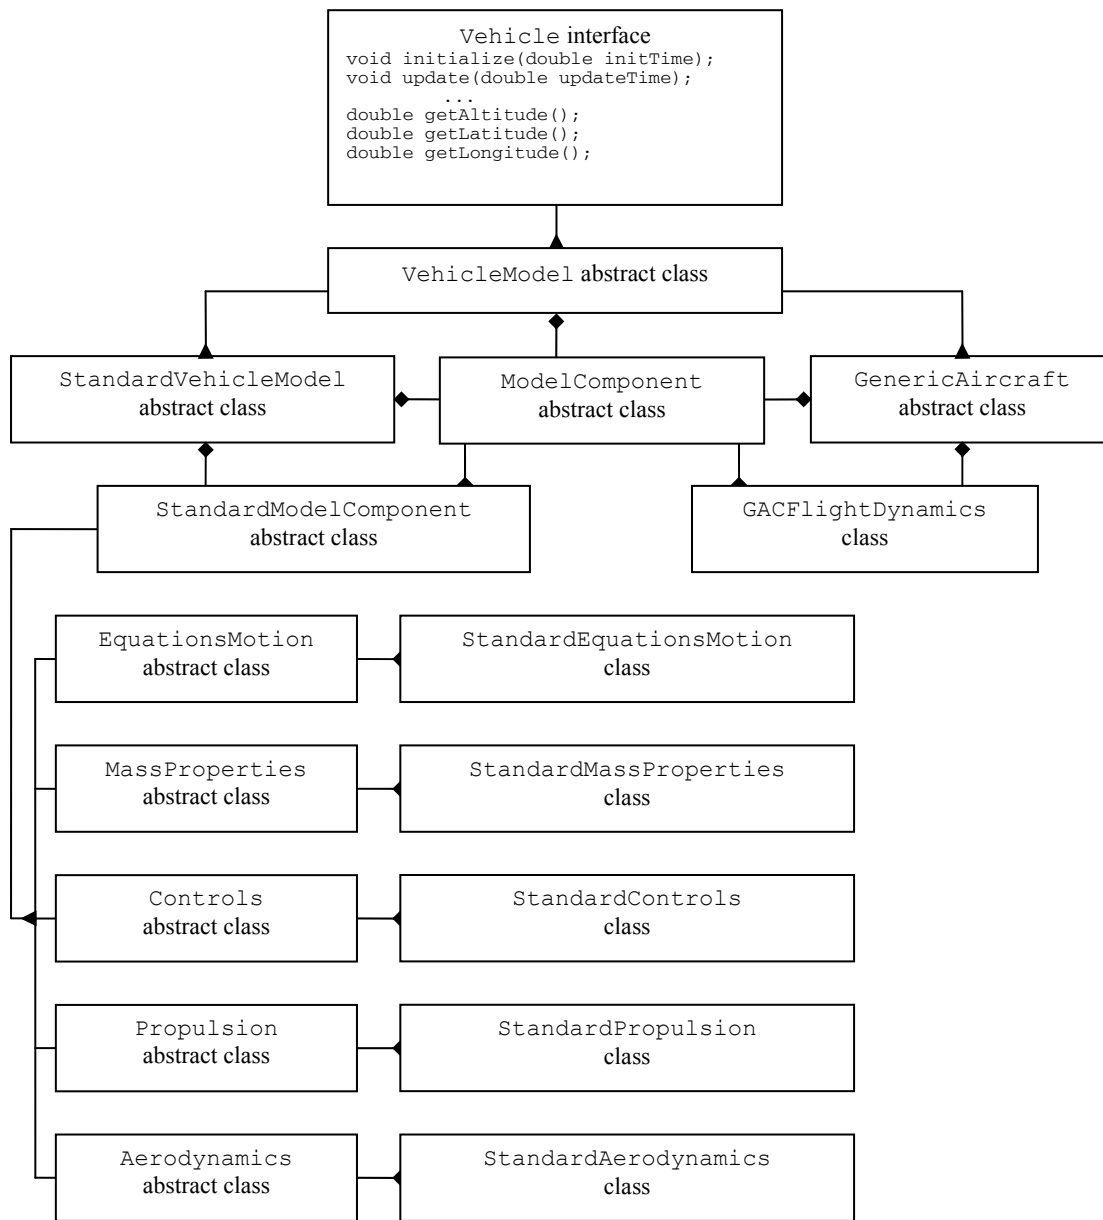 Vehicle interface
void initialize(double initTime);
void update(double updateTime);
...
double getAltitude();
double getLatitude();
double getLongitude();
VehicleModel abstract class
StandardVehicleModel
abstract class
ModelComponent
abstract class
GenericAircraft
abstract class
StandardModelComponent
abstract class
GACFlightDynamics
class
EquationsMotion
abstract class
StandardEquationsMotion
class
MassProperties
abstract class
StandardMassProperties
class
Controls
abstract class
StandardControls
class
Propulsion
abstract class
StandardPropulsion
class
Aerodynamics
abstract class
StandardAerodynamics
class